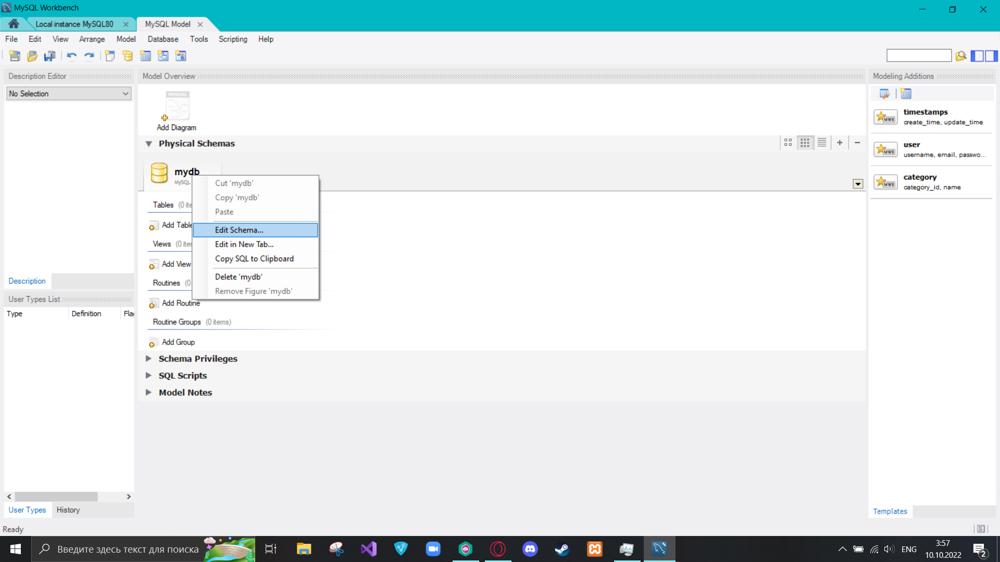 MySQL Workbench
Local instance MySQL80
MySQL Model
File Edit View Arrange Model Database Tools Scripting Help
Description Editor
No Selection
Description
User Types List
Type Definition Flag
User Types History
Ready
Model Overview
PHYSICAL
Add Diagram
Physical Schemas
mydb
MySQL
Cut 'mydb'
Copy 'mydb'
Paste
Edit Schema...
Edit in New Tab...
Copy SQL to Clipboard
Delete 'mydb'
Remove Figure 'mydb'
Tables (0 ite
Add Table
Views (0 iter
Add View
Routines (0
Add Routine
Routine Groups (0 items)
Add Group
Schema Privileges
SQL Scripts
Model Notes
Modeling Additions
MWB
timestamps
create_time, update_time
MWB
user
username, email, passwo...
MWB
category
category_id, name
Templates
Введите здесь текст для поиска
ENG
3:57
10.10.2022
2